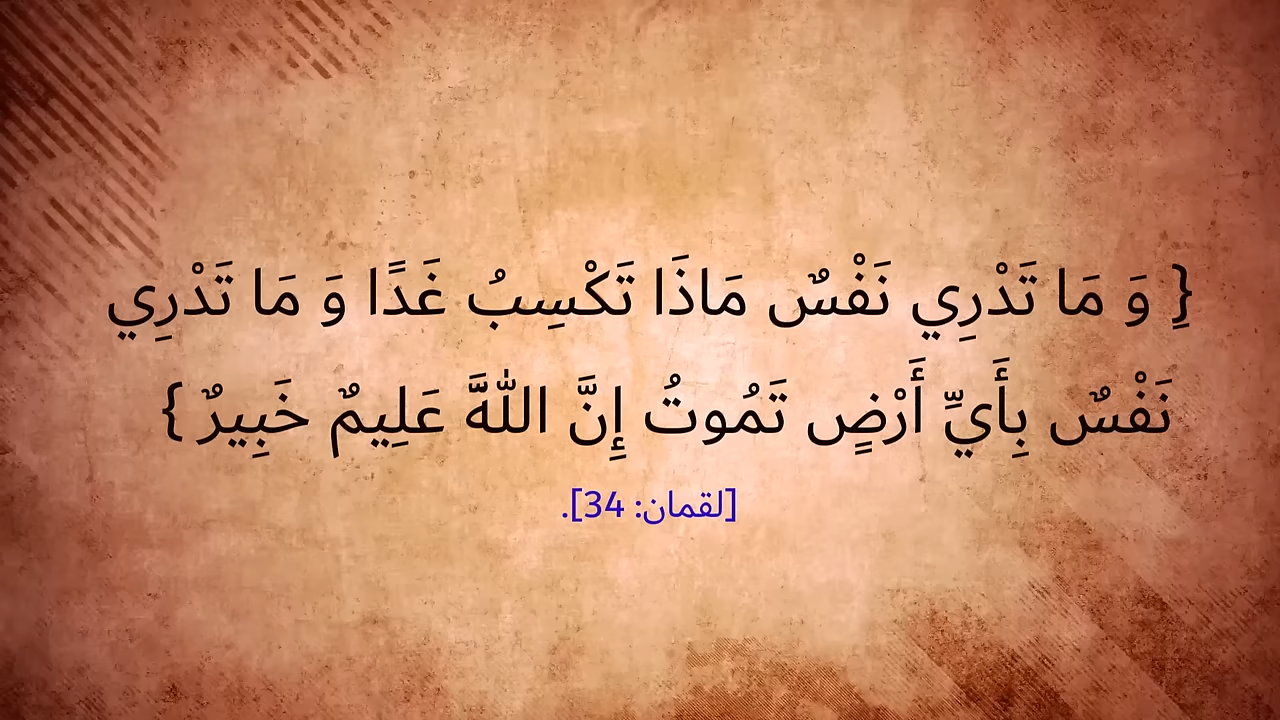 { وَ مَا تَدْرِي نَفْسٌ مَاذَا تَكْسِبُ غَدًا وَ مَا تَدْرِي
نَفْسٌ بِأَيِّ أَرْضٍ تَمُوتُ إِنَّ اللّٰهَّ عَلِيمٌ خَبِيرٌ }
[لقمان: 34].